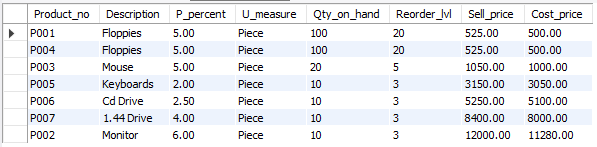 Product_no Description P_percent U_measure Qty_on_hand Reorder_lvl Sell_price Cost_price
P001 Floppies 5.00 Piece 100 20 525.00 500.00
P004 Floppies 5.00 Piece 100 20 525.00 500.00
P003 Mouse 5.00 Piece 20 5 1050.00 1000.00
P005 Keyboards 2.00 Piece 10 3 3150.00 3050.00
P006 Cd Drive 2.50 Piece 10 3 5250.00 5100.00
P007 1.44 Drive 4.00 Piece 10 3 8400.00 8000.00
P002 Monitor 6.00 Piece 10 3 12000.00 11280.00